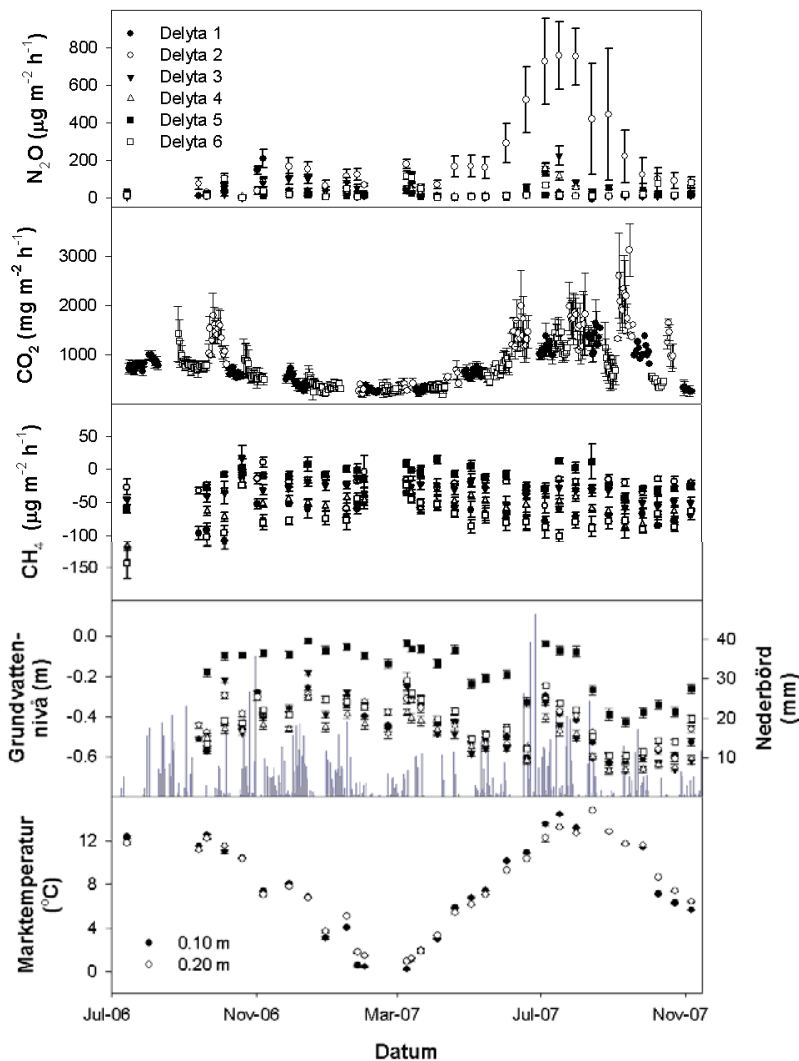 N2O (µg m−2 h−1)
800
600
400
200
0
Delyta 1
Delyta 2
Delyta 3
Delyta 4
Delyta 5
Delyta 6
CO2 (mg m−2 h−1)
3000
2000
1000
CH4 (µg m−2 h−1)
50
0
-50
-100
-150
Grundvatten-
nivå (m)
0.0
-0.2
-0.4
-0.6
40
30
20
10
Nederbörd
(mm)
Marktemperatur
(°C)
12
8
4
0
0.10 m
0.20 m
Jul-06
Nov-06
Mar-07
Jul-07
Nov-07
Datum